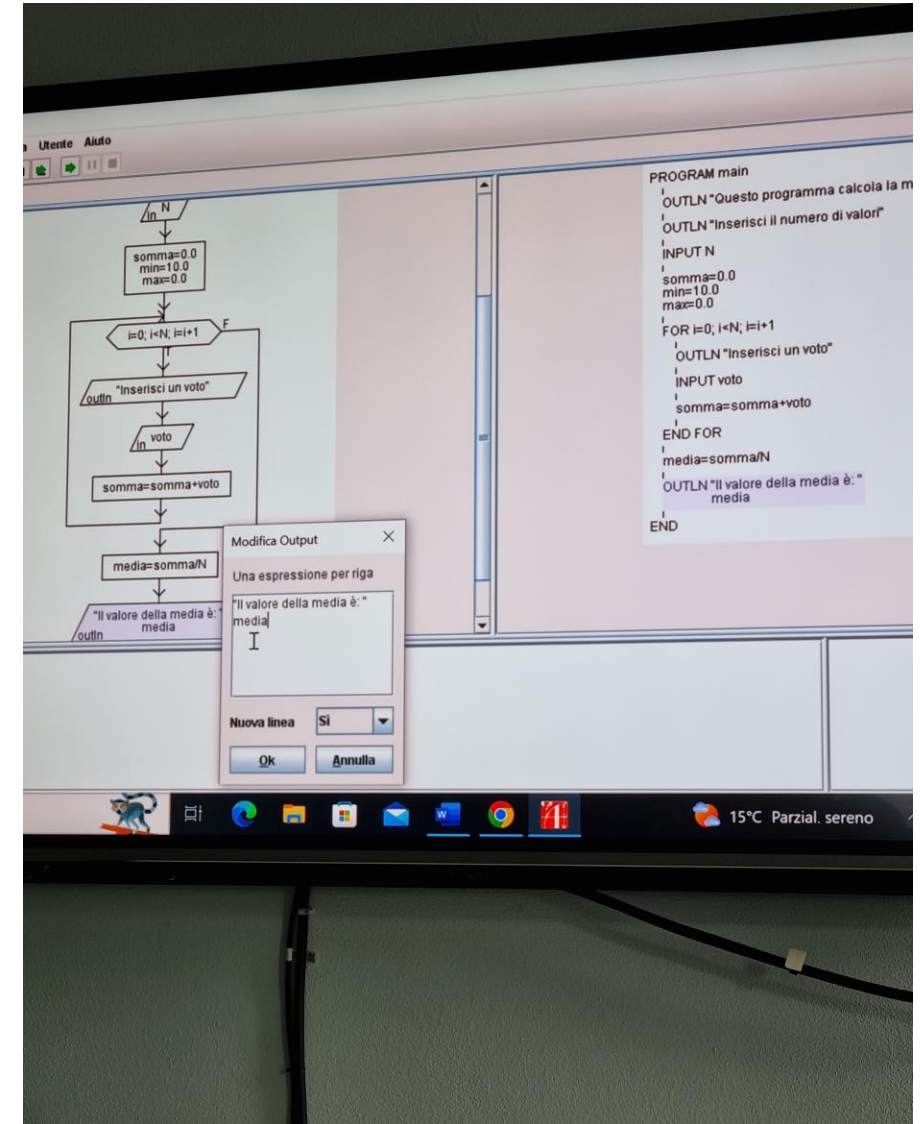 Utente Aiuto
N
in
somma=0.0
min=10.0
max=0.0
i=0; i<N; i=i+1
F
T
"Inserisci un voto"
outln
voto
in
somma=somma+voto
media=somma/N
"Il valore della media è: "
media
outln
PROGRAM main
OUTLN "Questo programma calcola la m
OUTLN "Inserisci il numero di valori"
INPUT N
somma=0.0
min=10.0
max=0.0
FOR i=0; i<N; i=i+1
OUTLN "Inserisci un voto"
INPUT voto
somma=somma+voto
END FOR
media=somma/N
OUTLN "Il valore della media è: "
media
END
Modifica Output
Una espressione per riga
"Il valore della media è: "
media
Nuova linea Sì
Ok Annulla
15°C Parzial. sereno